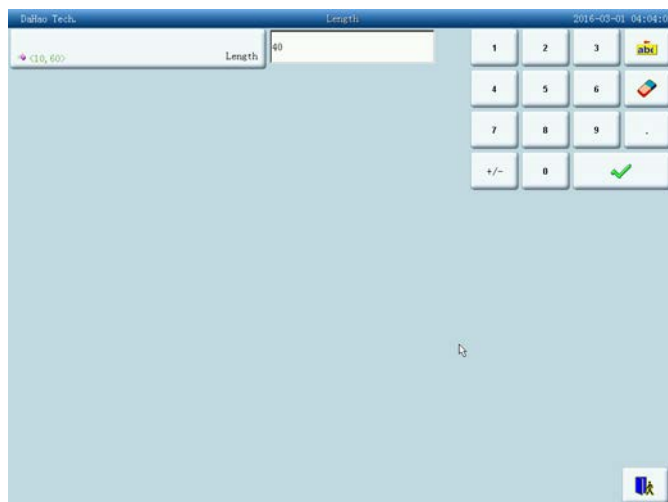 DaHao Tech. Length 2016-03-01 04:04:0
<10,60> Length 40
1 2 3 abc
4 5 6
7 8 9 .
+/- 0